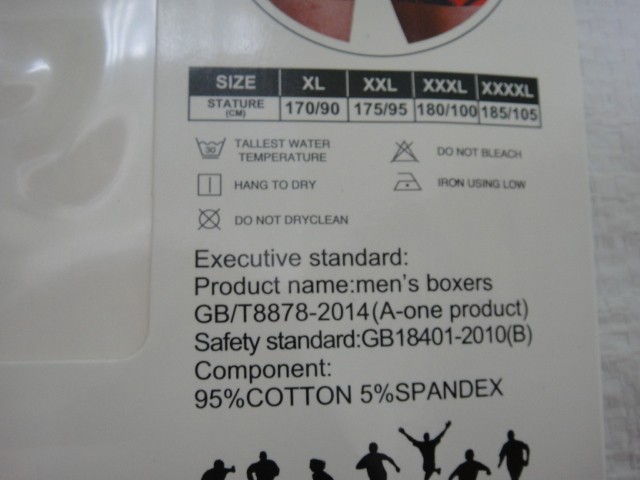 SIZE XL XXL XXXL XXXXL
STATURE (CM) 170/90 175/95 180/100 185/105
30 TALLEST WATER TEMPERATURE DO NOT BLEACH
HANG TO DRY IRON USING LOW
DO NOT DRYCLEAN
Executive standard:
Product name:men's boxers
GB/T8878-2014(A-one product)
Safety standard:GB18401-2010(B)
Component:
95%COTTON 5%SPANDEX